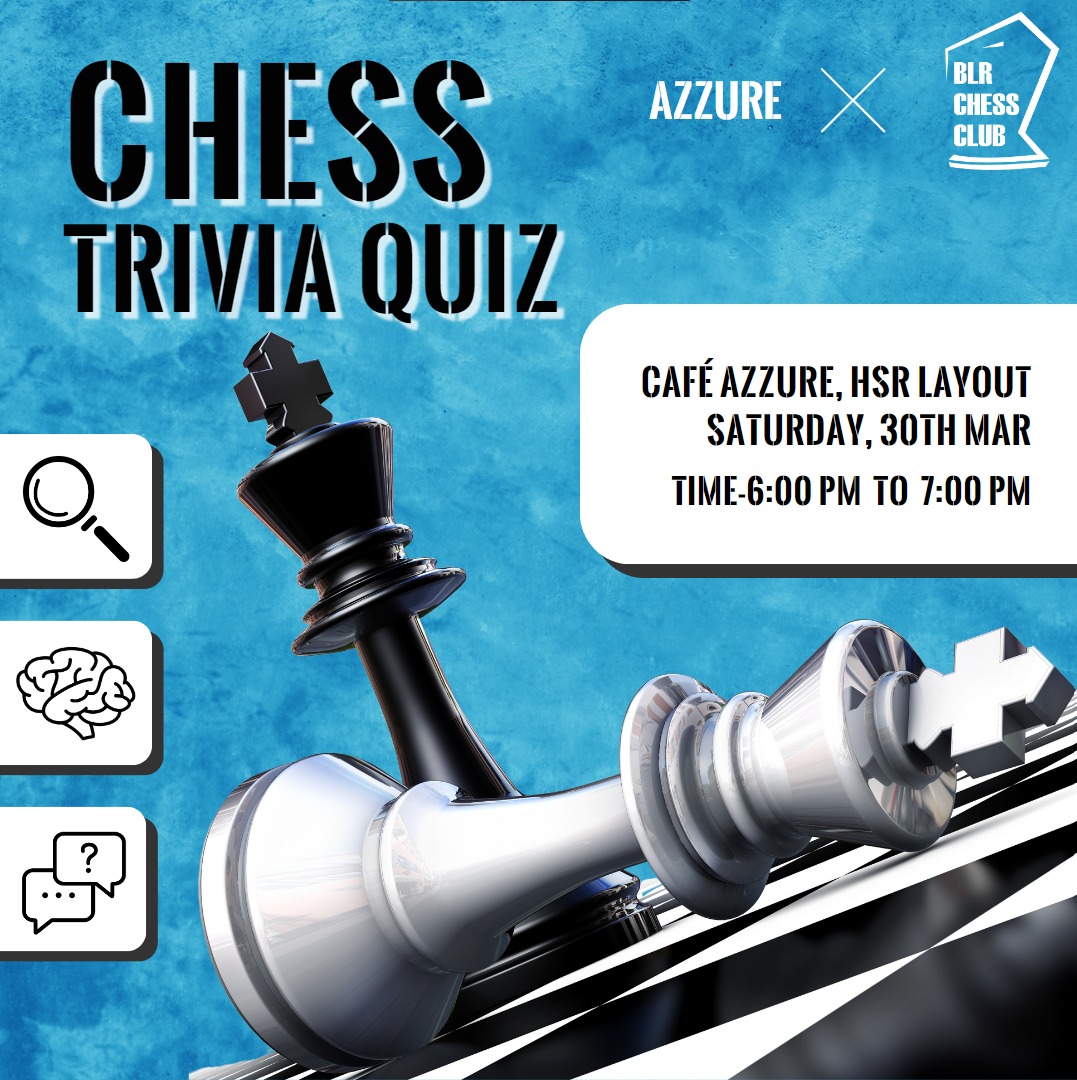 CHESS
TRIVIA QUIZ
AZZURE
BLR
CHESS
CLUB
CAFÉ AZZURE, HSR LAYOUT
SATURDAY, 30TH MAR
TIME-6:00 PM TO 7:00 PM
?